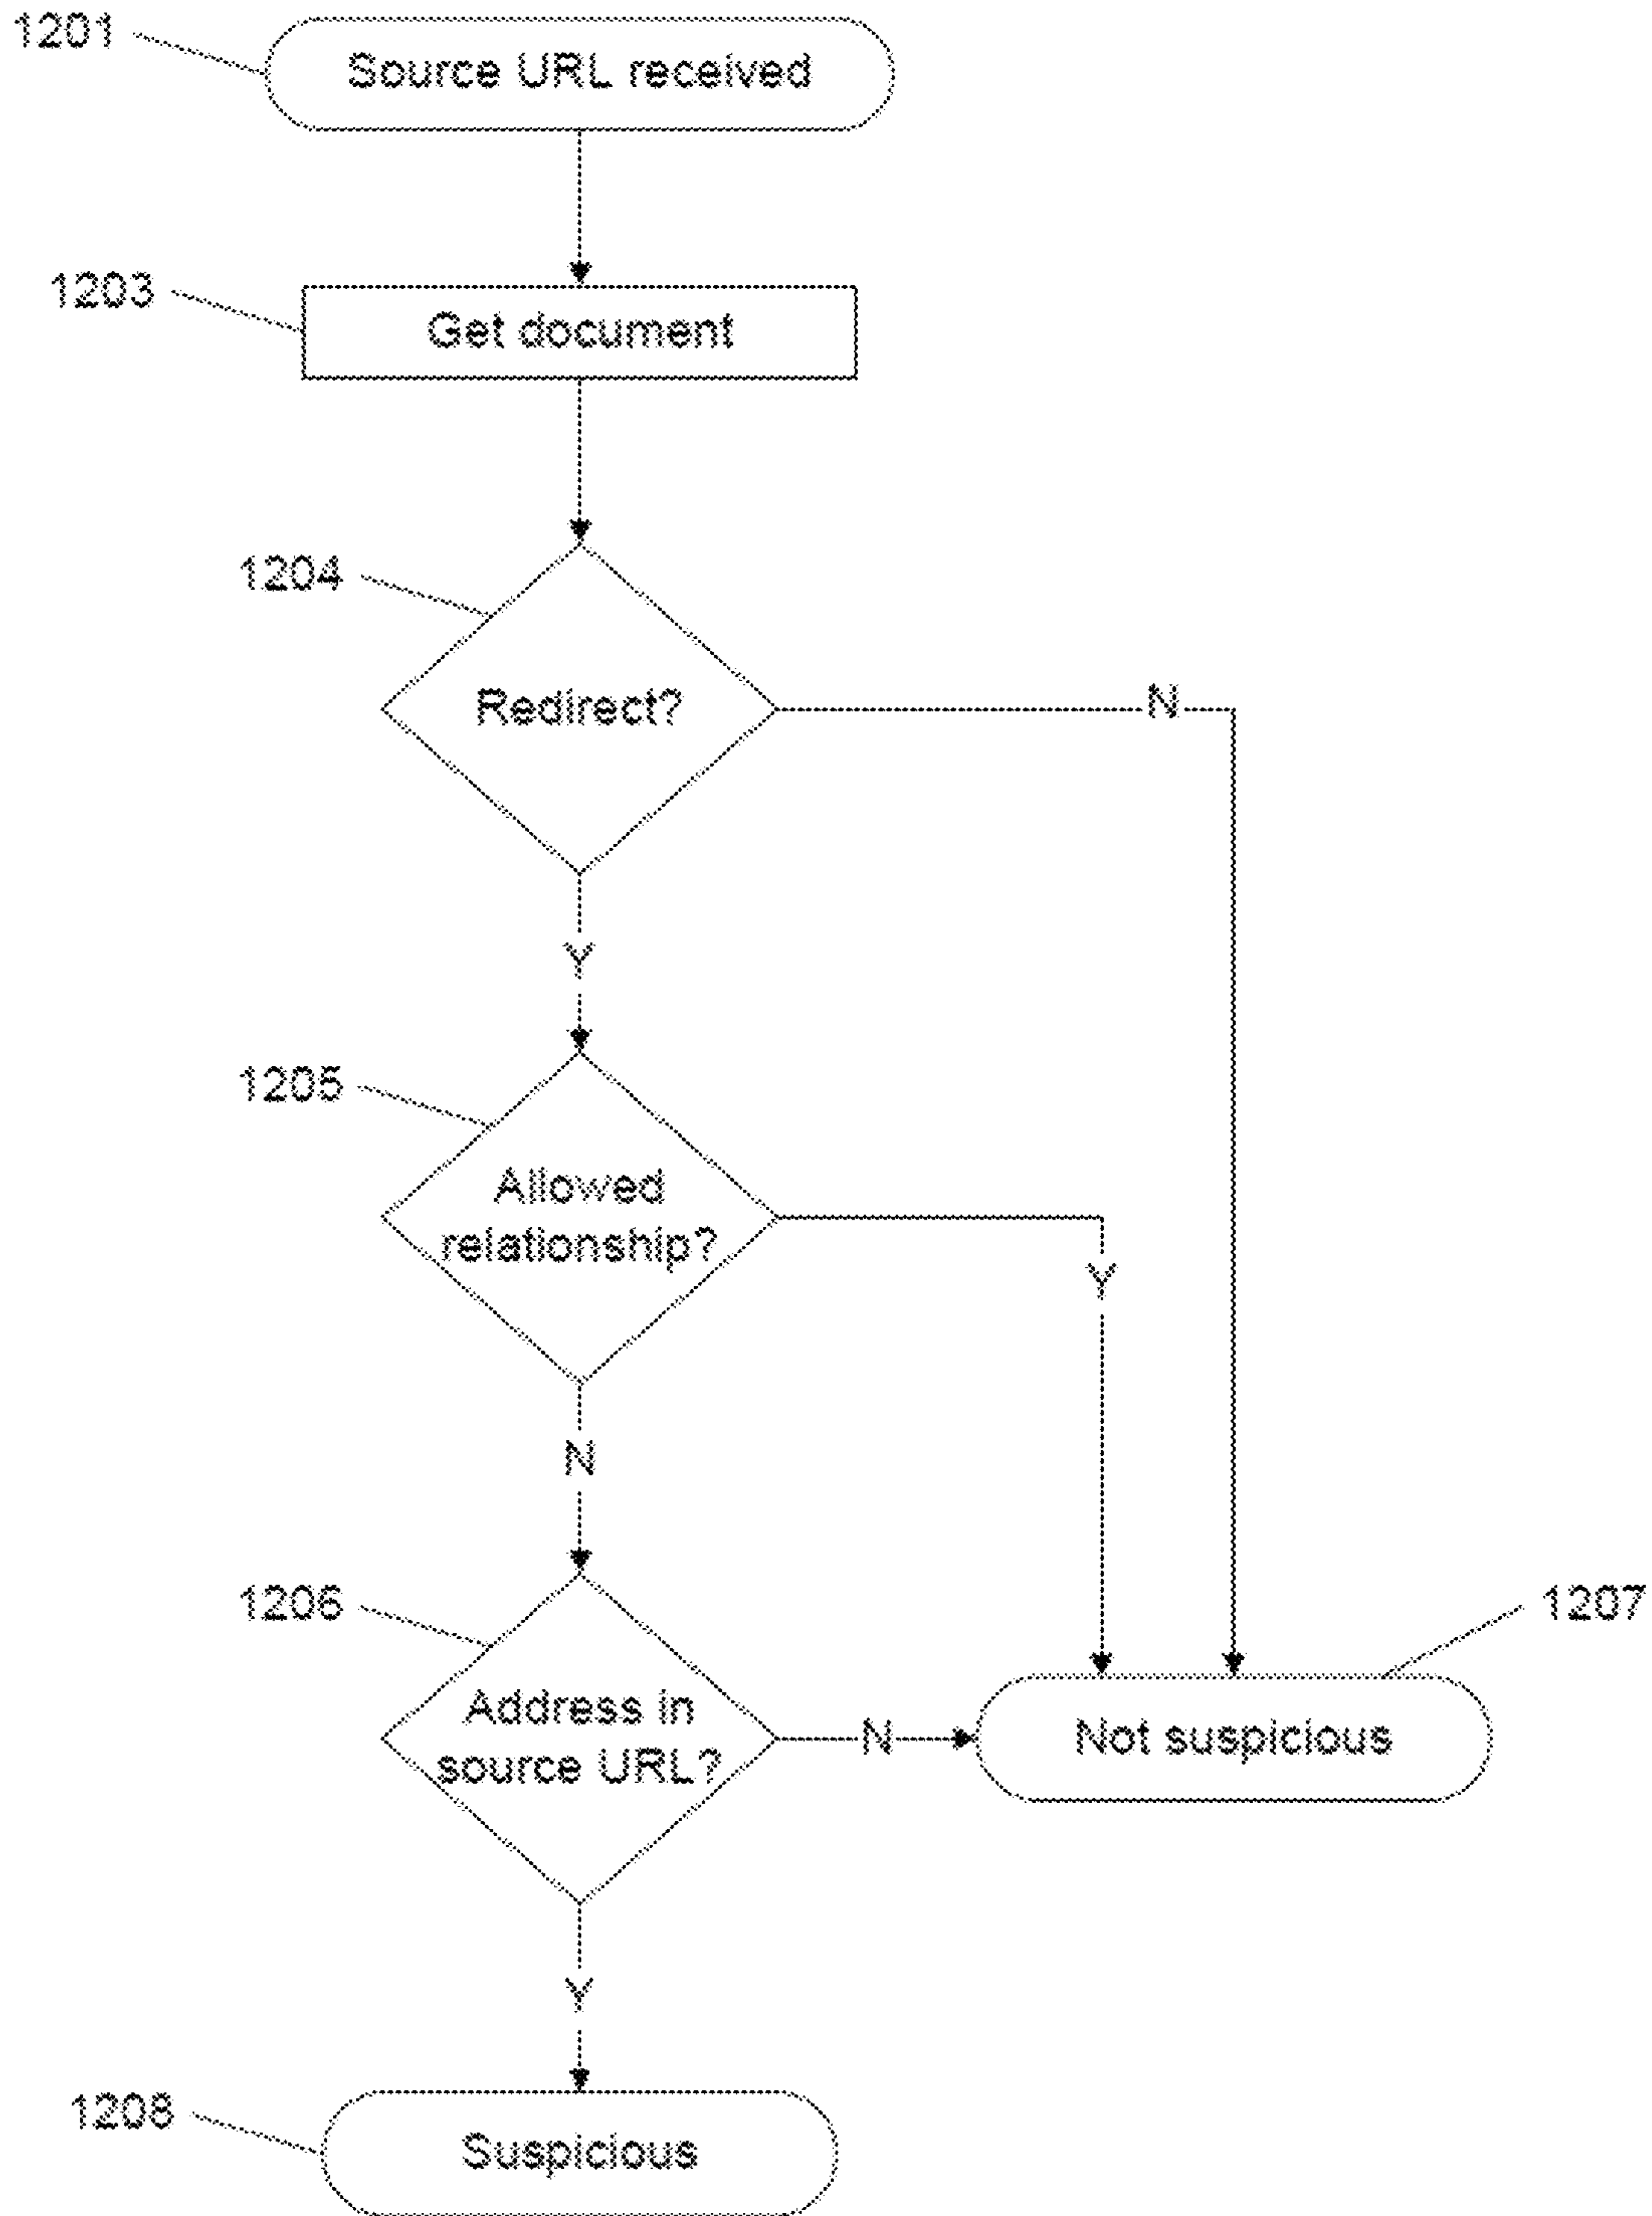 1201
Source URL received
1203
Get document
1204
Redirect?
N
Y
1205
Allowed
relationship?
Y
N
1206
1207
Address in
source URL?
N
Not suspicious
Y
1208
Suspicious